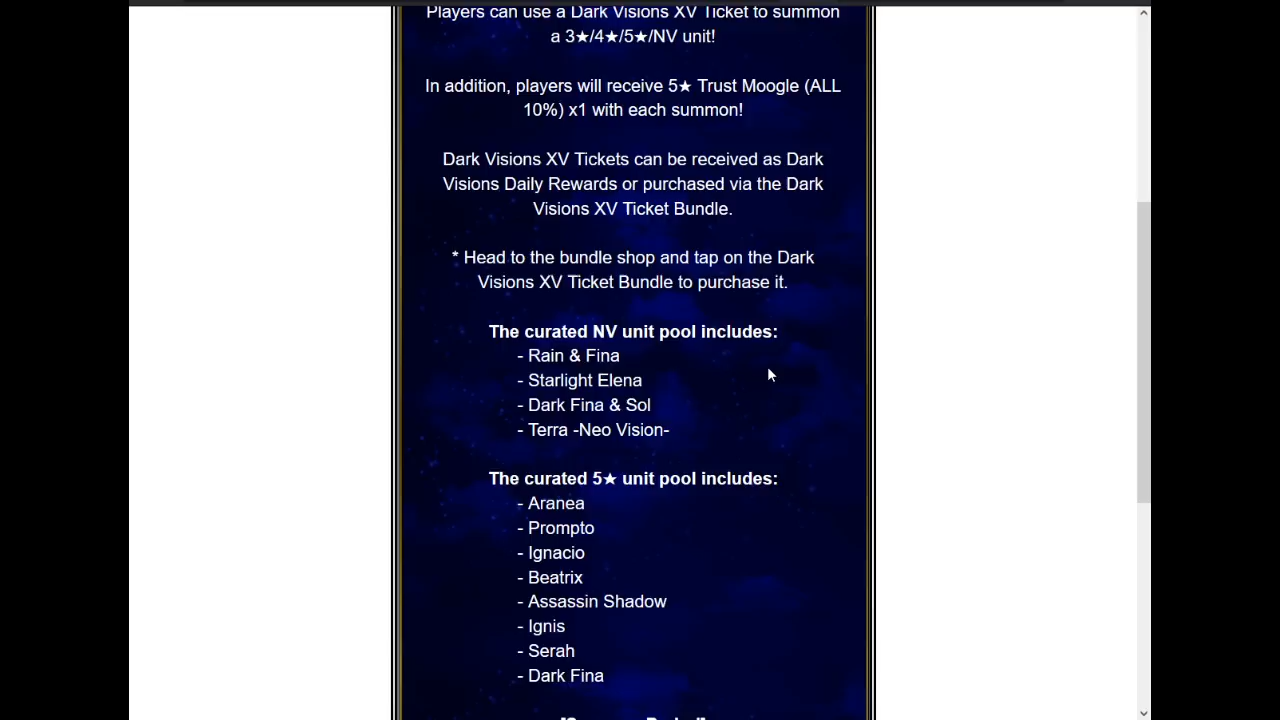 Players can use a Dark Visions XV Ticket to summon
a 3★/4★/5★/NV unit!
In addition, players will receive 5★ Trust Moogle (ALL
10%) x1 with each summon!
Dark Visions XV Tickets can be received as Dark
Visions Daily Rewards or purchased via the Dark
Visions XV Ticket Bundle.
* Head to the bundle shop and tap on the Dark
Visions XV Ticket Bundle to purchase it.
The curated NV unit pool includes:
- Rain & Fina
- Starlight Elena
- Dark Fina & Sol
- Terra -Neo Vision-
The curated 5★ unit pool includes:
- Aranea
- Prompto
- Ignacio
- Beatrix
- Assassin Shadow
- Ignis
- Serah
- Dark Fina